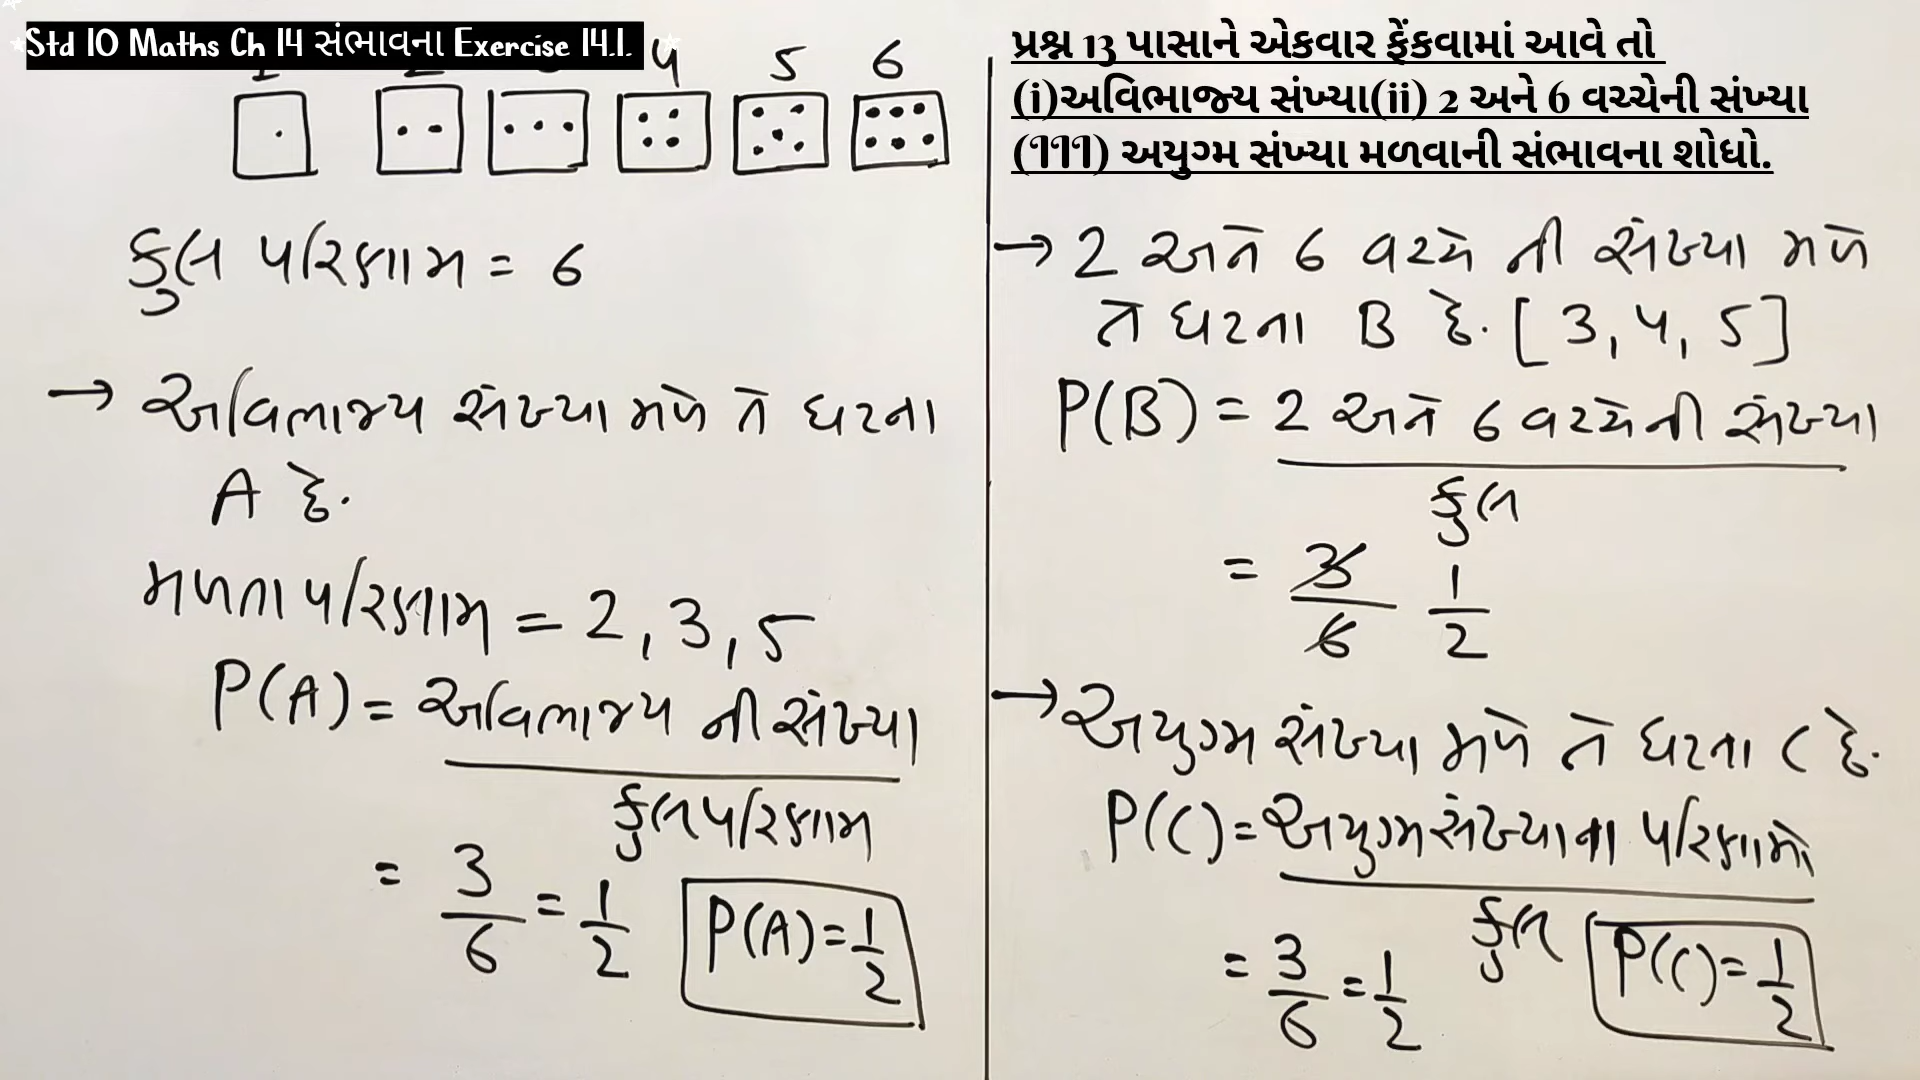 Std 10 Maths Ch 14 સંભાવના Exercise 14.1.
4 5 6
કુલ પરિણામ = 6
→ અવિભાજ્ય સંખ્યા મળે તે ઘટના
A છે.
મળતા પરિણામ = 2, 3, 5
P(A) = અવિભાજ્ય ની સંખ્યા
કુલ પરિણામ
= 3/6 = 1/2
P(A) = 1/2
પ્રશ્ન 13 પાસાને એકવાર ફેંકવામાં આવે તો
(i)અવિભાજ્ય સંખ્યા(ii) 2 અને 6 વચ્ચેની સંખ્યા
(111) અયુગ્મ સંખ્યા મળવાની સંભાવના શોધો.
→ 2 અને 6 વચ્ચે ની સંખ્યા મળે
તે ઘટના B છે. [3, 4, 5]
P(B) = 2 અને 6 વચ્ચેની સંખ્યા
કુલ
= 3/6 1/2
→ અયુગ્મ સંખ્યા મળે તે ઘટના C છે.
P(C) = અયુગ્મ સંખ્યાના પરિણામો
કુલ
= 3/6 = 1/2
P(C) = 1/2